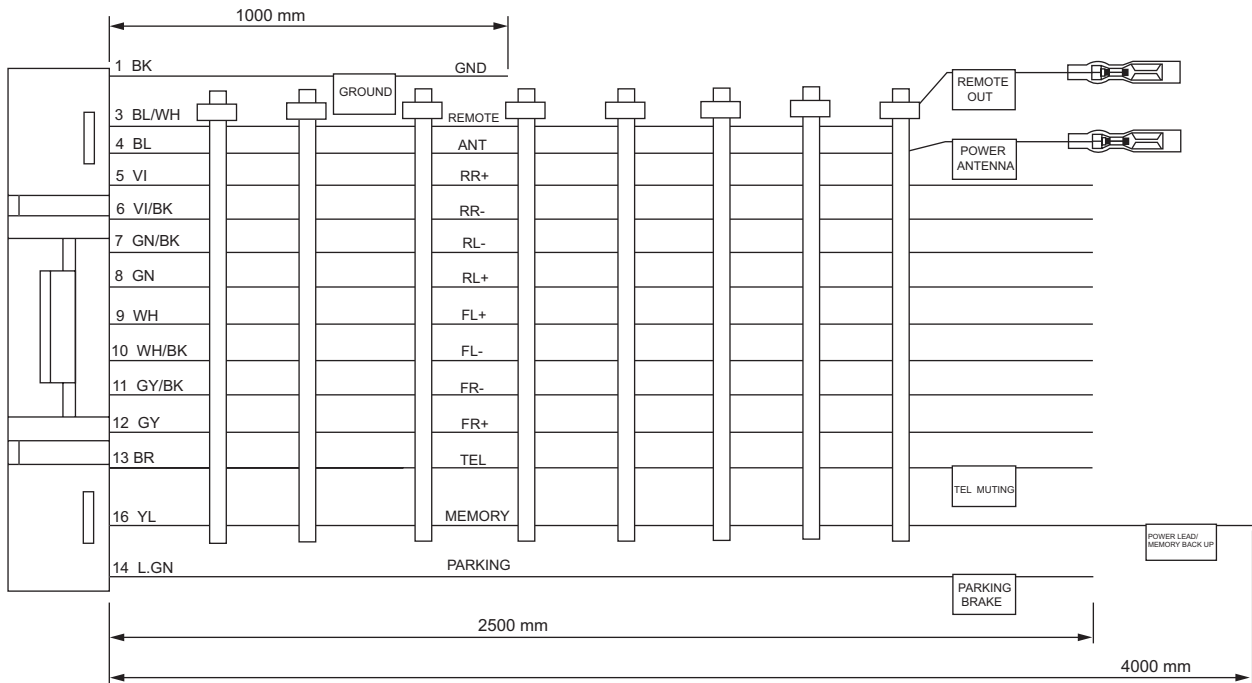 1000 mm
1 BK GND
GROUND
REMOTE
OUT
3 BL/WH REMOTE
4 BL ANT
POWER
ANTENNA
5 VI RR+
6 VI/BK RR-
7 GN/BK RL-
8 GN RL+
9 WH FL+
10 WH/BK FL-
11 GY/BK FR-
12 GY FR+
13 BR TEL
TEL MUTING
16 YL MEMORY
POWER LEAD/
MEMORY BACK UP
14 L.GN PARKING
PARKING
BRAKE
2500 mm
4000 mm